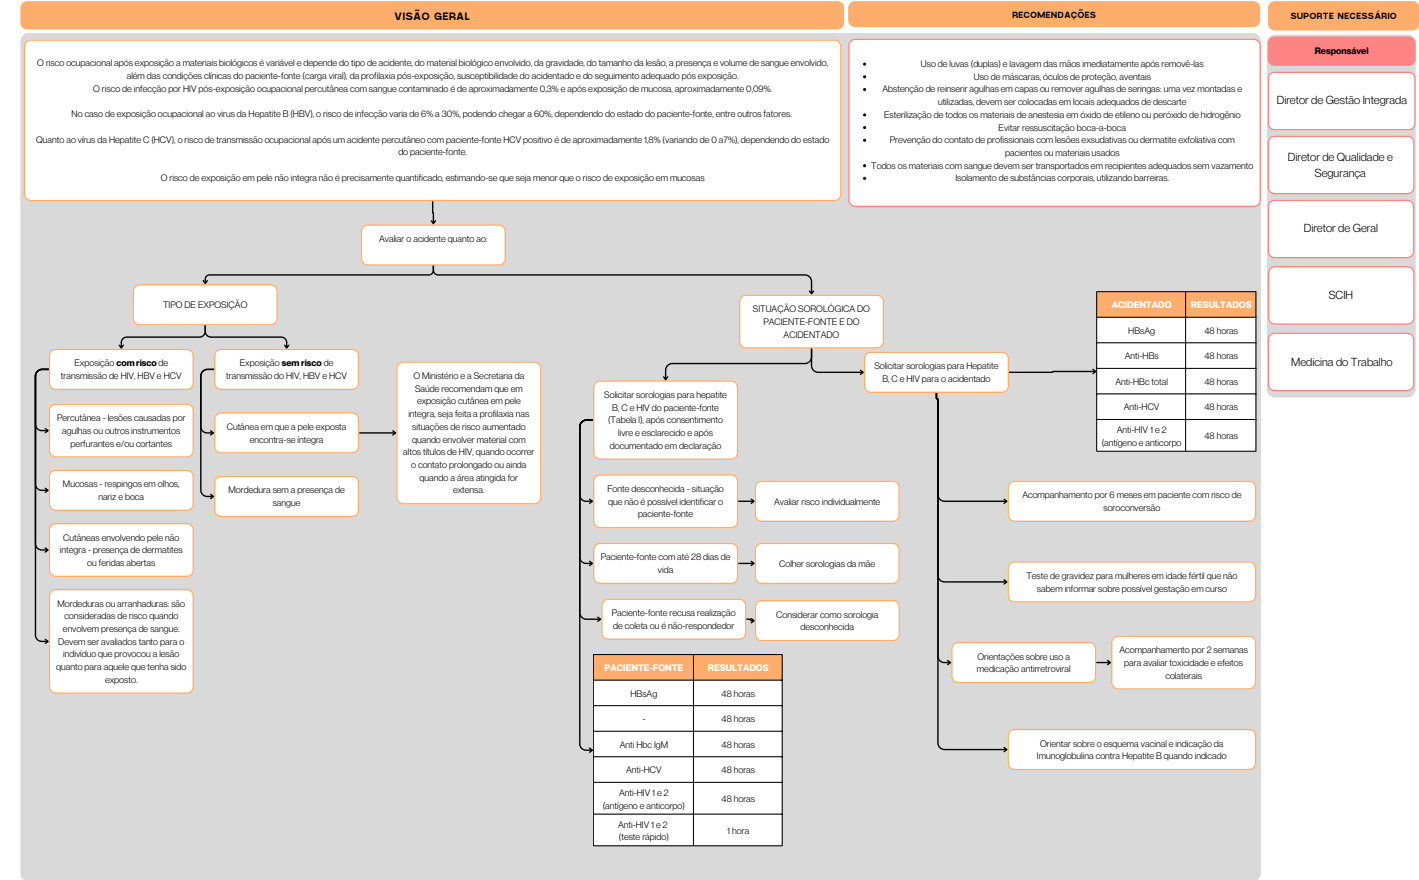 VISÃO GERAL
O risco ocupacional após exposição a materiais biológicos é variável e depende do tipo de acidente, do material biológico envolvido, da gravidade, do tamanho da lesão, a presença e volume de sangue envolvido,
além das condições clínicas do paciente-fonte (carga viral), da profilaxia pós-exposição, susceptibilidade do acidentado e do seguimento adequado pós exposição.
O risco de infecção por HIV pós-exposição ocupacional percutânea com sangue contaminado é de aproximadamente 0,3% e após exposição de mucosa, aproximadamente 0,09%.
No caso de exposição ocupacional ao vírus da Hepatite B (HBV), o risco de infecção varia de 6% a 30%, podendo chegar a 60%, dependendo do estado do paciente-fonte, entre outros fatores.
Quanto ao vírus da Hepatite C (HCV), o risco de transmissão ocupacional após um acidente percutâneo com paciente-fonte HCV positivo é de aproximadamente 1,8% (variando de 0 a7%), dependendo do estado
do paciente-fonte.
O risco de exposição em pele não integra não é precisamente quantificado, estimando-se que seja menor que o risco de exposição em mucosas
RECOMENDAÇÕES
• Uso de luvas (duplas) e lavagem das mãos imediatamente após removê-las
• Uso de máscaras, óculos de proteção, aventais
• Abstenção de reinserir agulhas em capas ou remover agulhas de seringas: uma vez montadas e
utilizadas, devem ser colocadas em locais adequados de descarte
• Esterilização de todos os materiais de anestesia em óxido de etileno ou peróxido de hidrogênio
• Evitar ressuscitação boca-a-boca
• Prevenção do contato de profissionais com lesões exsudativas ou dermatite exfoliativa com
pacientes ou materiais usados
• Todos os materiais com sangue devem ser transportados em recipientes adequados sem vazamento
• Isolamento de substâncias corporais, utilizando barreiras.
SUPORTE NECESSÁRIO
Responsável
Diretor de Gestão Integrada
Diretor de Qualidade e
Segurança
Diretor de Geral
SCIH
Medicina do Trabalho
Avaliar o acidente quanto ao:
TIPO DE EXPOSIÇÃO
Exposição com risco de
transmissão de HIV, HBV e HCV
Percutânea - lesões causadas por
agulhas ou outros instrumentos
perfurantes e/ou cortantes
Mucosas - respingos em olhos,
nariz e boca
Cutâneas envolvendo pele não
integra - presença de dermatites
ou feridas abertas
Mordeduras ou arranhaduras: são
consideradas de risco quando
envolvem presença de sangue.
Devem ser avaliados tanto para o
indivíduo que provocou a lesão
quanto para aquele que tenha sido
exposto.
Exposição sem risco de
transmissão do HIV, HBV e HCV
Cutânea em que a pele exposta
encontra-se íntegra
Mordedura sem a presença de
sangue
O Ministério e a Secretaria da
Saúde recomendam que em
exposição cutânea em pele
integra, seja feita a profilaxia nas
situações de risco aumentado
quando envolver material com
altos títulos de HIV, quando ocorrer
o contato prolongado ou ainda
quando a área atingida for
extensa.
SITUAÇÃO SOROLÓGICA DO
PACIENTE-FONTE E DO
ACIDENTADO
Solicitar sorologias para hepatite
B, C e HIV do paciente-fonte
(Tabela I), após consentimento
livre e esclarecido e após
documentado em declaração
Fonte desconhecida - situação
que não é possível identificar o
paciente-fonte
Avaliar risco individualmente
Paciente-fonte com até 28 dias de
vida
Colher sorologias da mãe
Paciente-fonte recusa realização
de coleta ou é não-respondedor
Considerar como sorologia
desconhecida
PACIENTE-FONTE RESULTADOS
HBsAg 48 horas
- 48 horas
Anti Hbc IgM 48 horas
Anti-HCV 48 horas
Anti-HIV 1 e 2
(antígeno e anticorpo) 48 horas
Anti-HIV 1 e 2
(teste rápido) 1 hora
Solicitar sorologias para Hepatite
B, C e HIV para o acidentado
ACIDENTADO RESULTADOS
HBsAg 48 horas
Anti-HBs 48 horas
Anti-HBc total 48 horas
Anti-HCV 48 horas
Anti-HIV 1 e 2
(antígeno e anticorpo 48 horas
Acompanhamento por 6 meses em paciente com risco de
soroconversão
Teste de gravidez para mulheres em idade fértil que não
sabem informar sobre possível gestação em curso
Orientações sobre uso a
medicação antirretroviral
Acompanhamento por 2 semanas
para avaliar toxicidade e efeitos
colaterais
Orientar sobre o esquema vacinal e indicação da
Imunoglobulina contra Hepatite B quando indicado